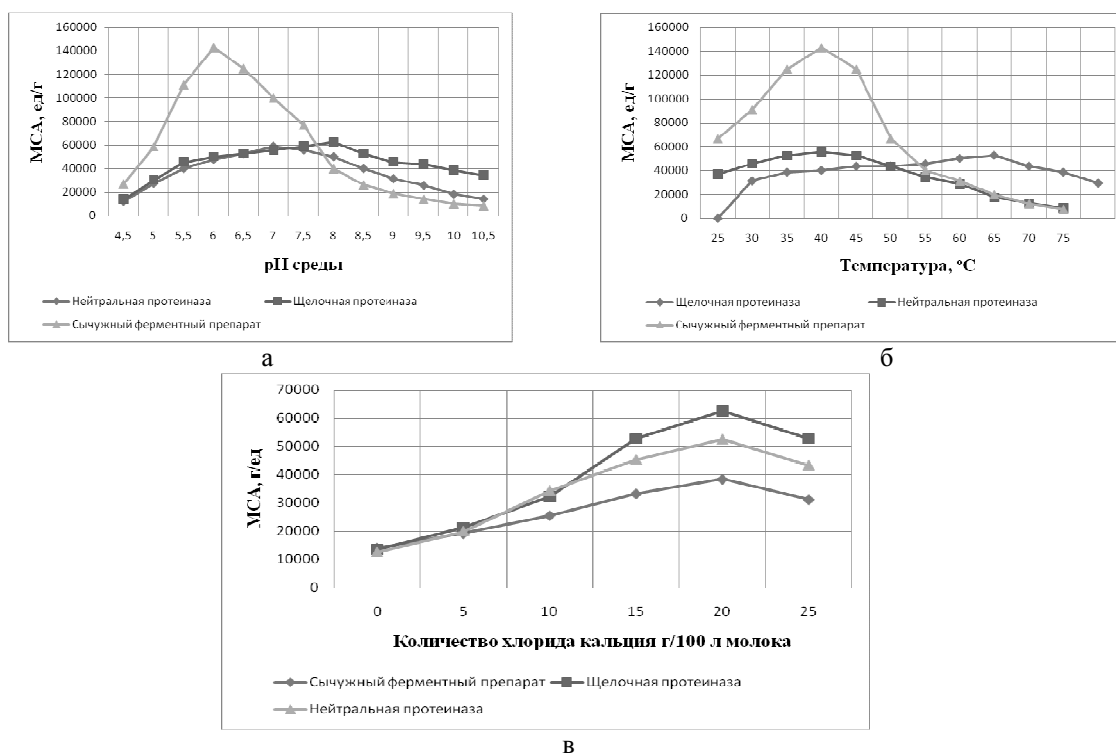 160000
140000
120000
100000
80000
60000
40000
20000
0
МСА, ед/г
4,5 5 5,5 6 6,5 7 7,5 8 8,5 9 9,5 10 10,5
рН среды
Нейтральная протеиназа Щелочная протеиназа
Сычужный ферментный препарат
а
160000
140000
120000
100000
80000
60000
40000
20000
0
МСА, ед/г
25 30 35 40 45 50 55 60 65 70 75
Температура, °С
Щелочная протеиназа Нейтральная протеиназа
Сычужный ферментный препарат
б
70000
60000
50000
40000
30000
20000
10000
0
МСА, г/ед
0 5 10 15 20 25
Количество хлорида кальция г/100 л молока
Сычужный ферментный препарат Щелочная протеиназа
Нейтральная протеиназа
в